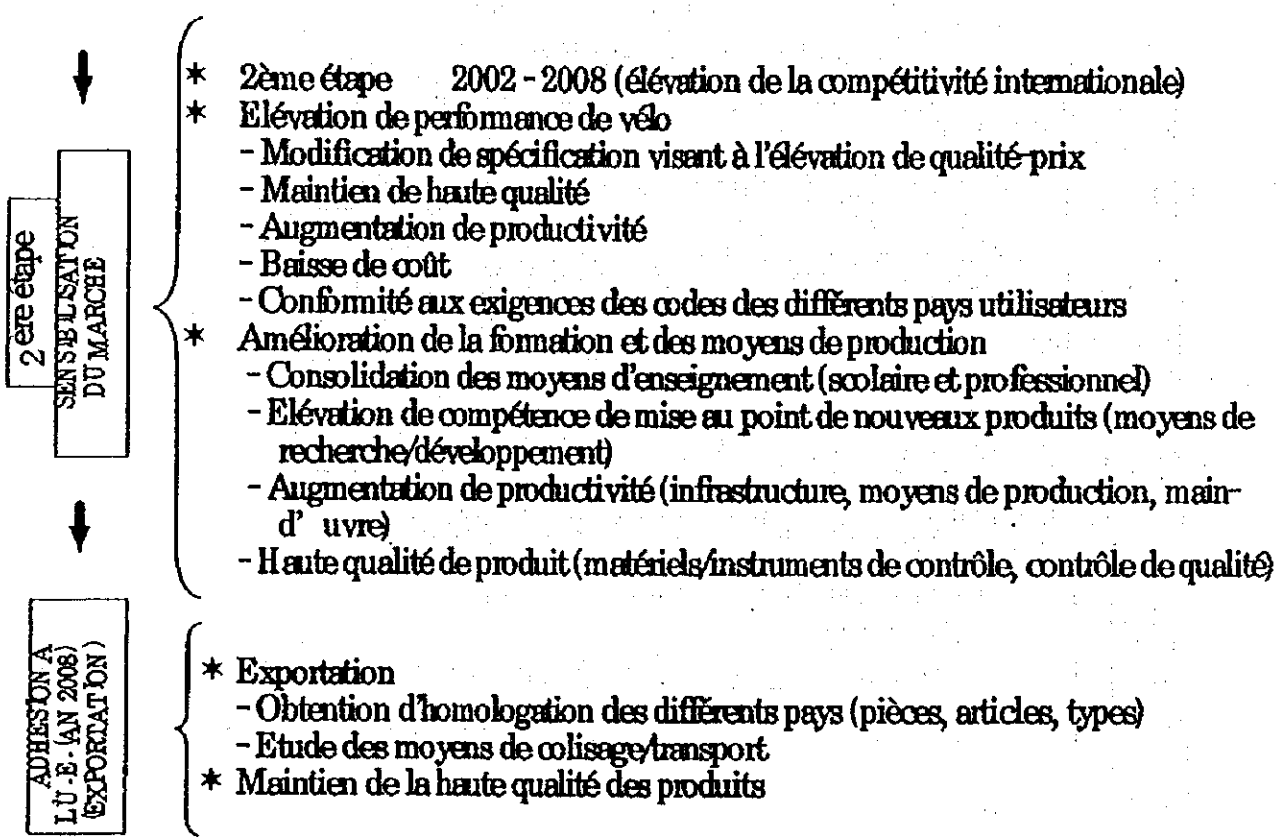 * 2ème étape 2002 - 2008 (élévation de la compétitivité internationale)
* Elévation de performance de vélo
- Modification de spécification visant à l'élévation de qualité-prix
- Maintien de haute qualité
- Augmentation de productivité
- Baisse de coût
- Conformité aux exigences des codes des différents pays utilisateurs
* Amélioration de la formation et des moyens de production
- Consolidation des moyens d'enseignement (scolaire et professionnel)
- Elévation de compétence de mise au point de nouveaux produits (moyens de
recherche/développement)
- Augmentation de productivité (infrastructure, moyens de production, main-
d' uvre)
- Haute qualité de produit (matériels/instruments de contrôle, contrôle de qualité)
2 ère étape
SENSIBILISATION
DU MARCHE
* Exportation
- Obtention d'homologation des différents pays (pièces, articles, types)
- Etude des moyens de colisage/transport
* Maintien de la haute qualité des produits
ADHESION A
L'U.E. (AN 2008)
(EXPORTATION)